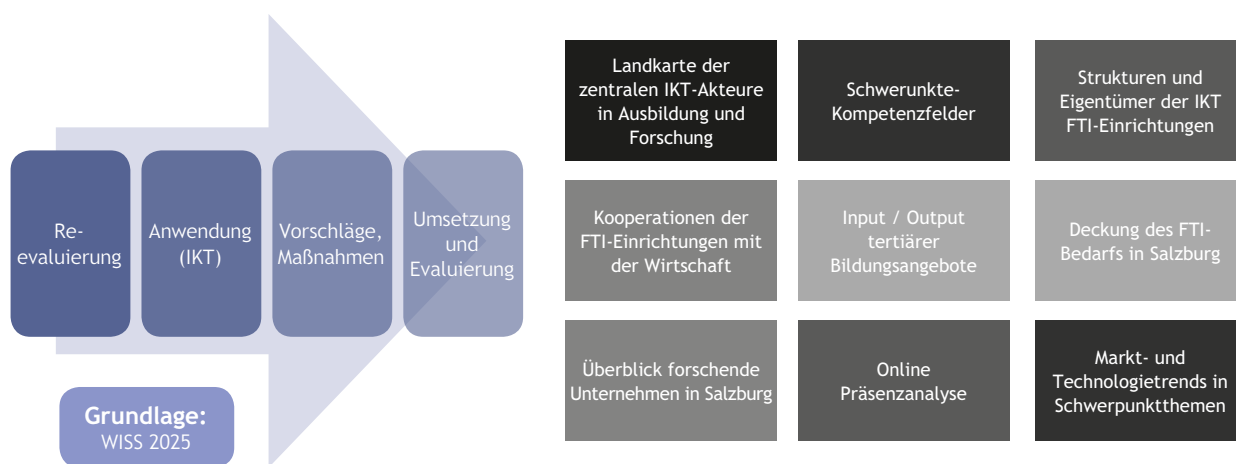 Re-
evaluierung
Anwendung
(IKT)
Vorschläge,
Maßnahmen
Umsetzung
und
Evaluierung
Grundlage:
WISS 2025
Landkarte der
zentralen IKT-Akteure
in Ausbildung und
Forschung
Schwerunkte-
Kompetenzfelder
Strukturen und
Eigentümer der IKT
FTI-Einrichtungen
Kooperationen der
FTI-Einrichtungen mit
der Wirtschaft
Input / Output
tertiärer
Bildungsangebote
Deckung des FTI-
Bedarfs in Salzburg
Überblick forschende
Unternehmen in Salzburg
Online
Präsenzanalyse
Markt- und
Technologietrends in
Schwerpunktthemen